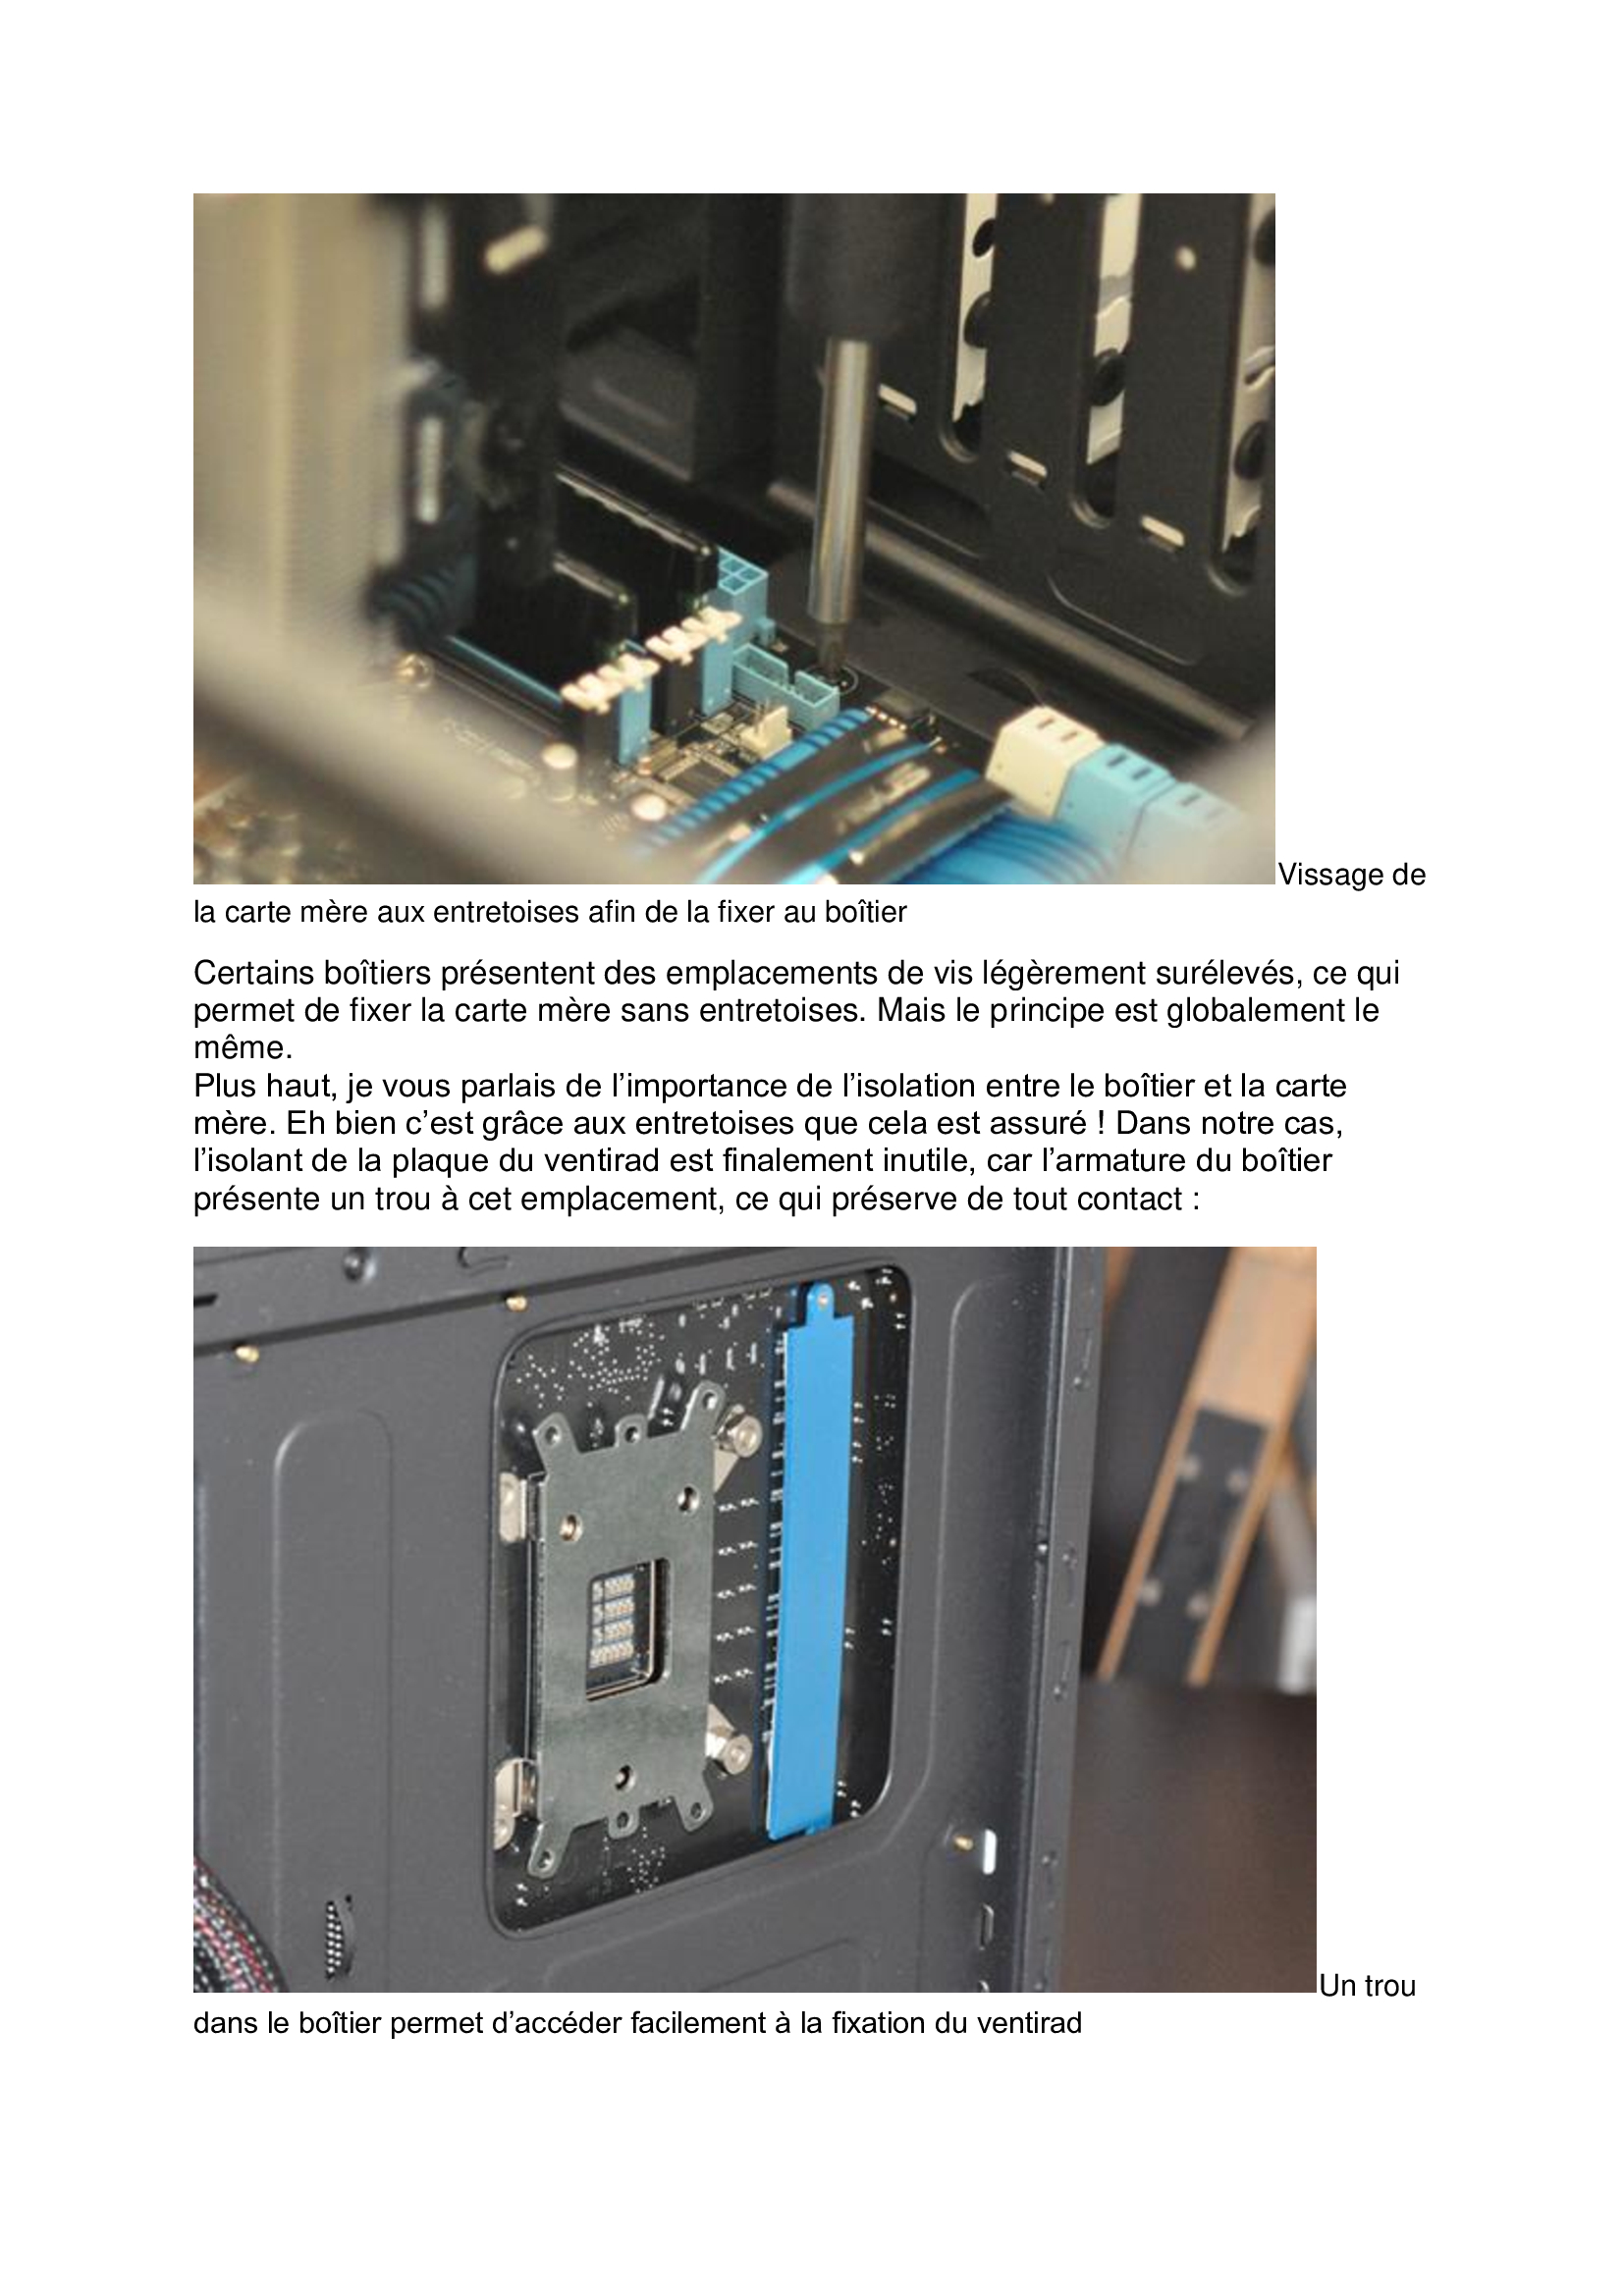 Vissage de
la carte mère aux entretoises afin de la fixer au boîtier
Certains boîtiers présentent des emplacements de vis légèrement surélevés, ce qui
permet de fixer la carte mère sans entretoises. Mais le principe est globalement le
même.
Plus haut, je vous parlais de l’importance de l’isolation entre le boîtier et la carte
mère. Eh bien c’est grâce aux entretoises que cela est assuré ! Dans notre cas,
l’isolant de la plaque du ventirad est finalement inutile, car l’armature du boîtier
présente un trou à cet emplacement, ce qui préserve de tout contact :
Un trou
dans le boîtier permet d’accéder facilement à la fixation du ventirad